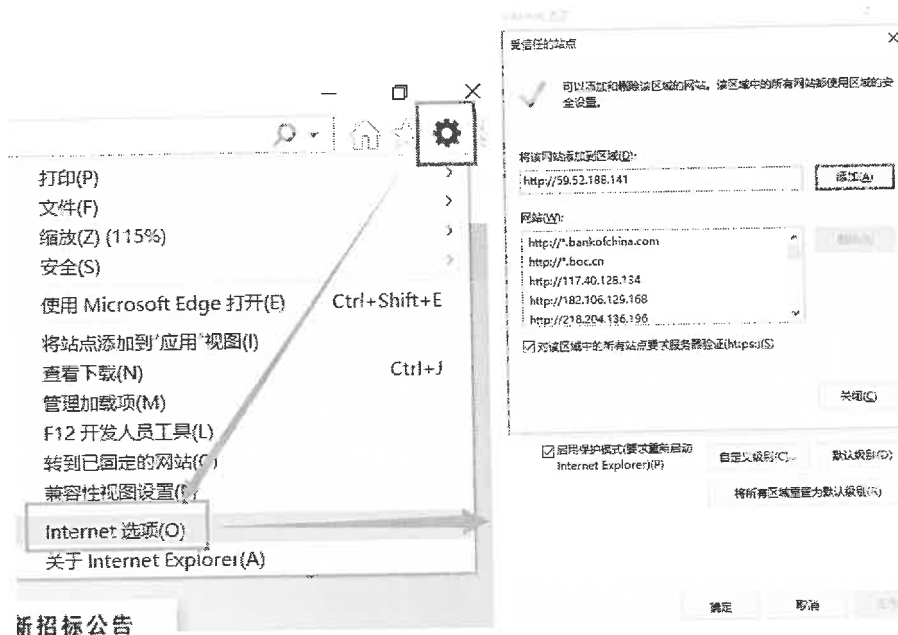 打印(P)
文件(F)
缩放(Z) (115%)
安全(S)
使用 Microsoft Edge 打开(E) Ctrl+Shift+E
将站点添加到"应用"视图(I)
查看下载(N) Ctrl+J
管理加载项(M)
F12 开发人员工具(L)
转到已固定的网站(G)
兼容性视图设置(
Internet 选项(O)
关于 Internet Explorer(A)
新招标公告
受信任的站点
可以添加和删除该区域的网站。该区域中的所有网站都使用区域的安
全设置。
将该网站添加到区域(D):
http://59.52.188.141 添加(A)
网站(W):
http://*.bankofchina.com
http://*.boc.cn
http://117.40.128.134
http://182.106.129.168
http://218.204.136.196
对该区域中的所有站点要求服务器验证(https:)(S)
关闭(C)
启用保护模式(要求重新启动
Internet Explorer)(P)
自定义级别(C)... 默认级别(D)
将所有区域重置为默认级别(R)
确定 取消